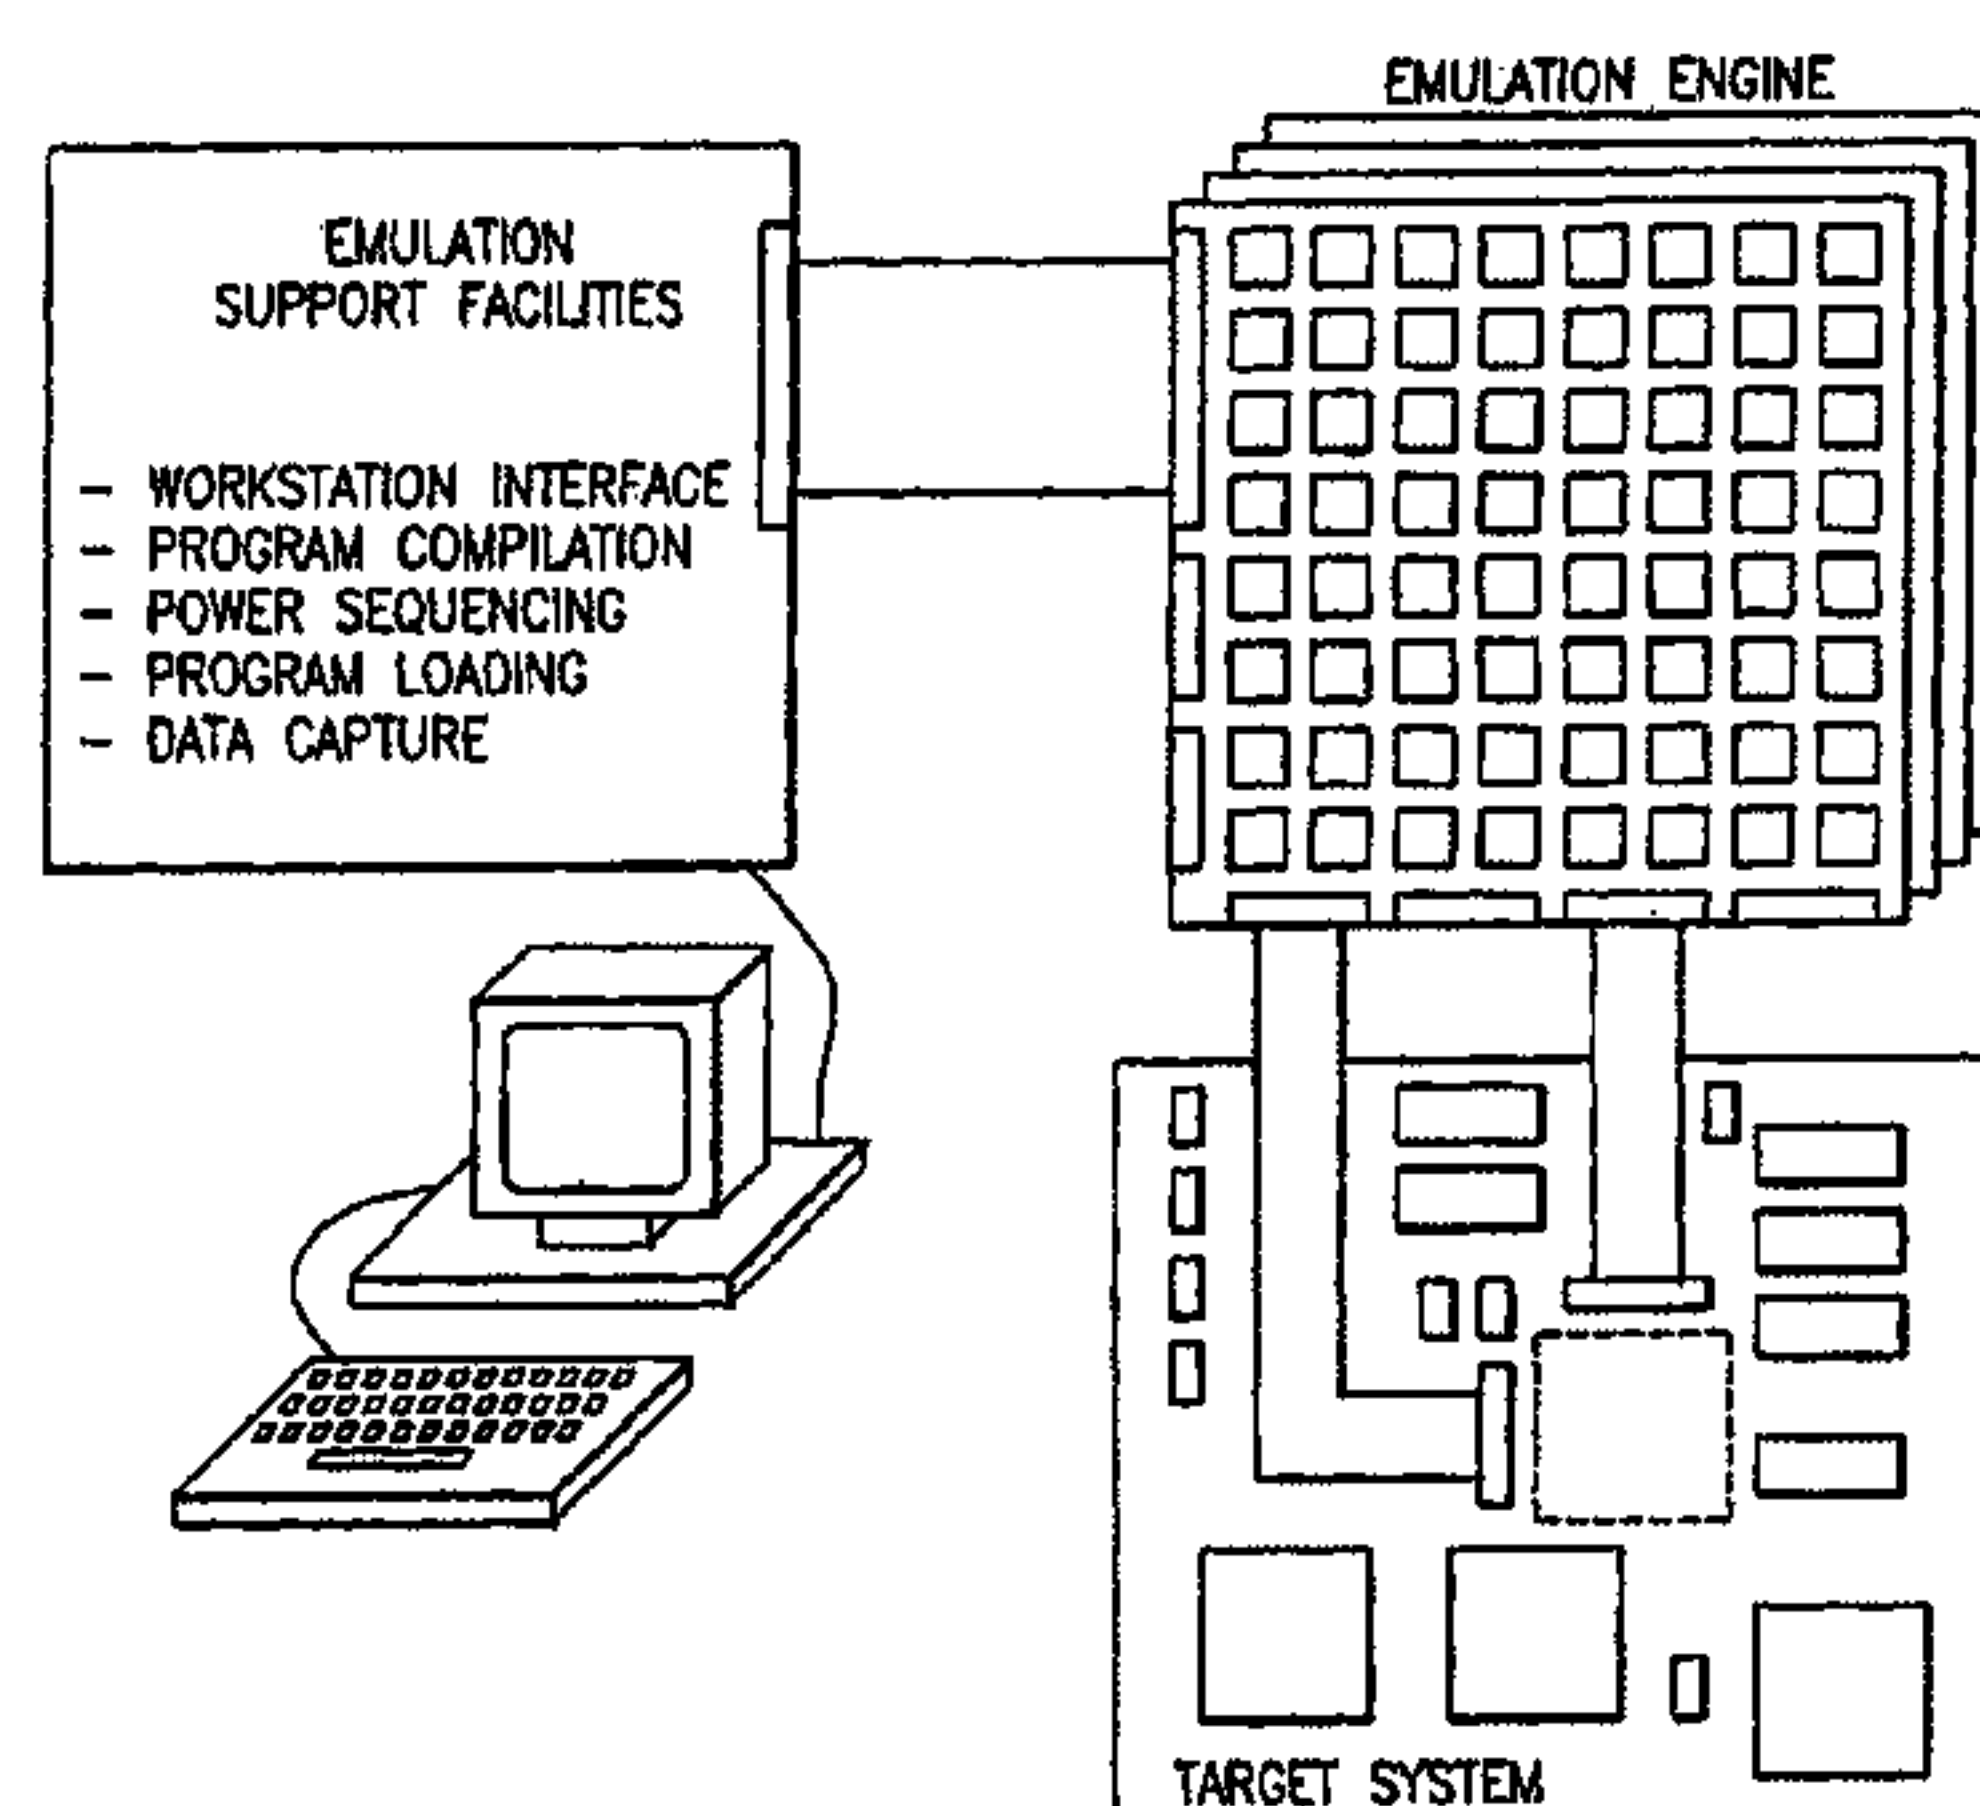 EMULATION ENGINE
EMULATION
SUPPORT FACILITIES
- WORKSTATION INTERFACE
- PROGRAM COMPILATION
- POWER SEQUENCING
- PROGRAM LOADING
- DATA CAPTURE
TARGET SYSTEM